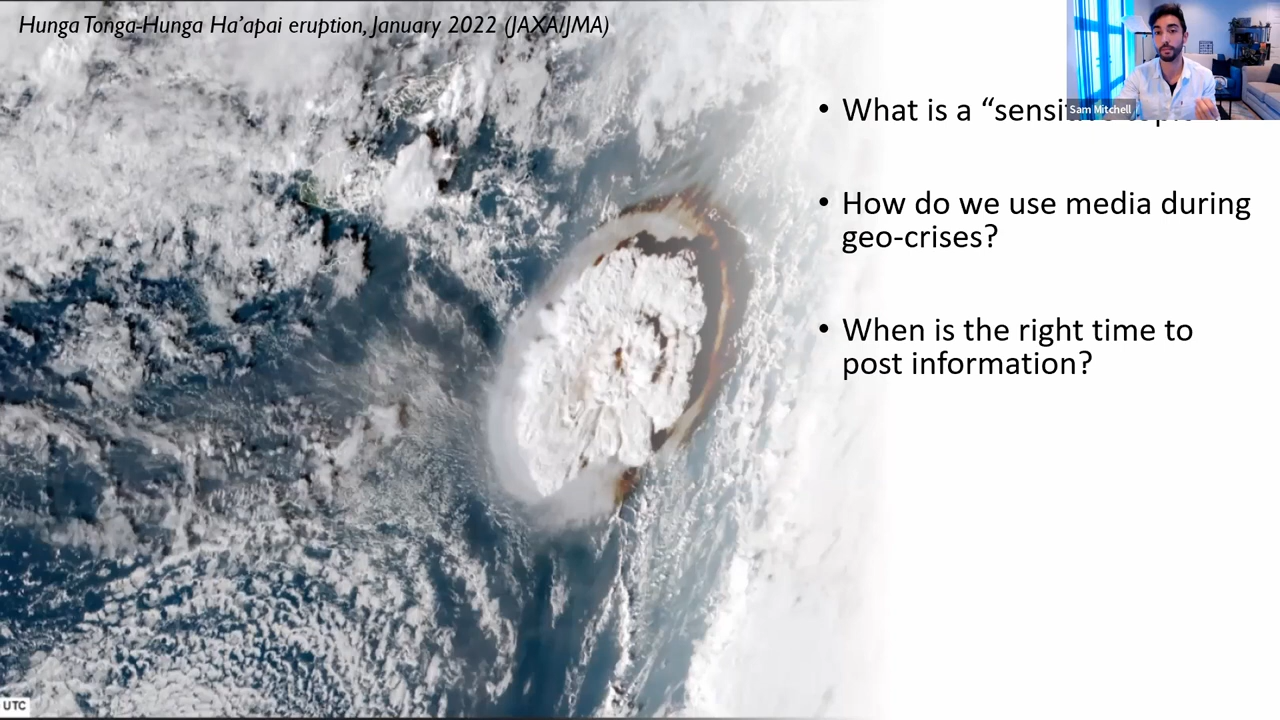 Hunga Tonga-Hunga Ha’apai eruption, January 2022 (JAXA/JMA)
Sam Mitchell
• What is a “sensitive
• How do we use media during
geo-crises?
• When is the right time to
post information?
UTC